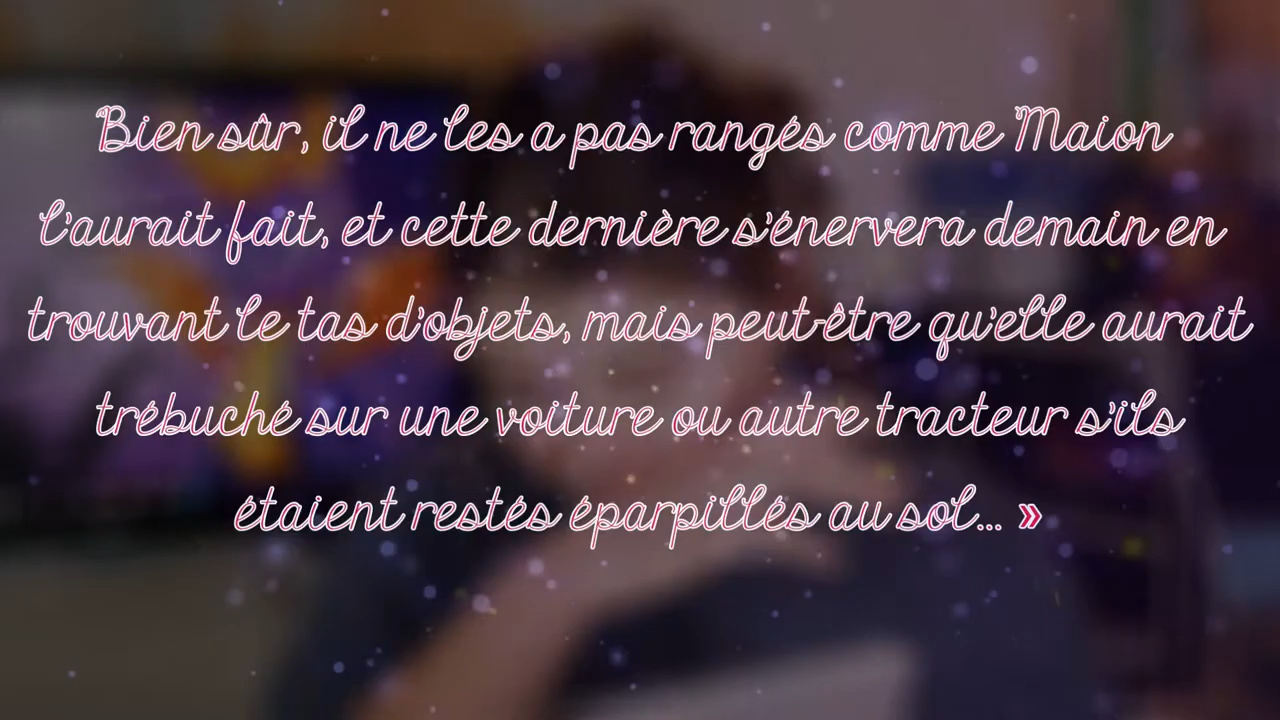 Bien sûr, il ne les a pas rangés comme Maion
l'aurait fait, et cette dernière s'énervera demain en
trouvant le tas d'objets, mais peut-être qu'elle aurait
trébuché sur une voiture ou autre tracteur s'ils
étaient restés éparpillés au sol... »